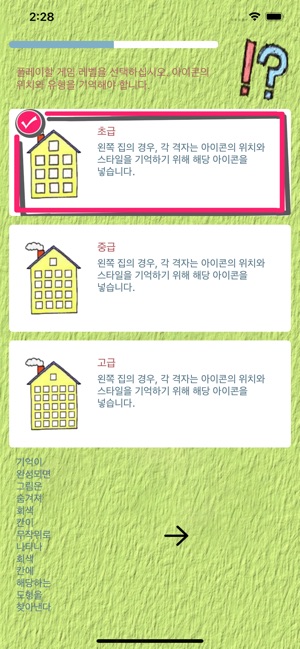 2:28
플레이할 게임 레벨을 선택하십시오, 아이콘의
위치와 유형을 기억해야 합니다.
초급
왼쪽 집의 경우, 각 격자는 아이콘의 위치와
스타일을 기억하기 위해 해당 아이콘을
넣습니다.
중급
왼쪽 집의 경우, 각 격자는 아이콘의 위치와
스타일을 기억하기 위해 해당 아이콘을
넣습니다.
고급
왼쪽 집의 경우, 각 격자는 아이콘의 위치와
스타일을 기억하기 위해 해당 아이콘을
넣습니다.
기억이
완성되면
그림은
숨겨져
회색
칸이
무작위로
나타나
회색
칸에
해당하는
도형을
찾아낸다